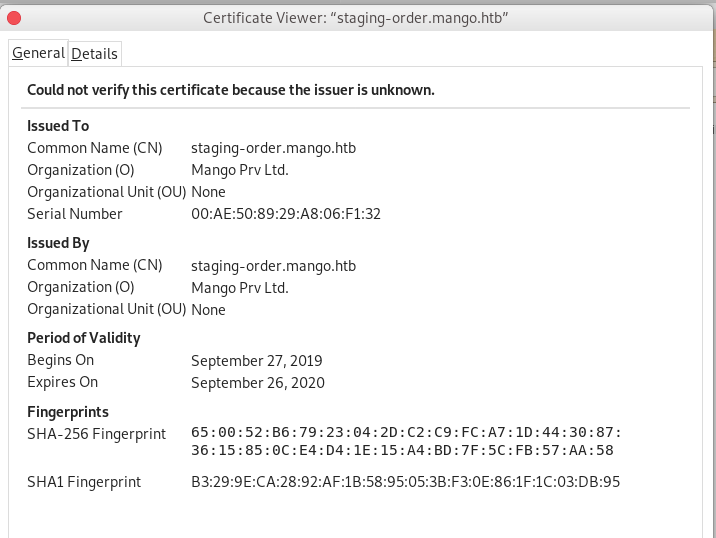 Certificate Viewer: “staging-order.mango.htb”
General Details
Could not verify this certificate because the issuer is unknown.
Issued To
Common Name (CN) staging-order.mango.htb
Organization (O) Mango Prv Ltd.
Organizational Unit (OU) None
Serial Number 00:AE:50:89:29:A8:06:F1:32
Issued By
Common Name (CN) staging-order.mango.htb
Organization (O) Mango Prv Ltd.
Organizational Unit (OU) None
Period of Validity
Begins On September 27, 2019
Expires On September 26, 2020
Fingerprints
SHA-256 Fingerprint 65:00:52:B6:79:23:04:2D:C2:C9:FC:A7:1D:44:30:87:
36:15:85:0C:E4:D4:1E:15:A4:BD:7F:5C:FB:57:AA:58
SHA1 Fingerprint B3:29:9E:CA:28:92:AF:1B:58:95:05:3B:F3:0E:86:1F:1C:03:DB:95